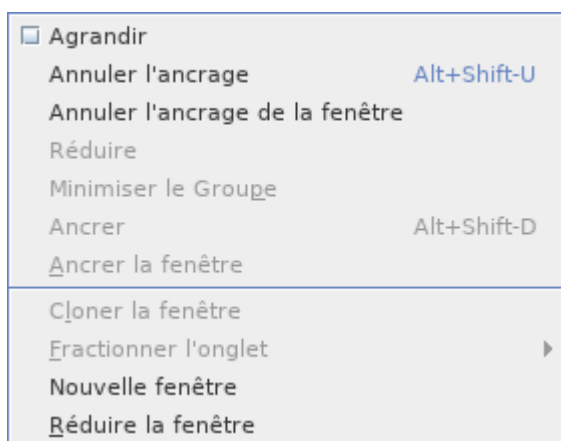 Agrandir
Annuler l'ancrage Alt+Shift-U
Annuler l'ancrage de la fenêtre
Réduire
Minimiser le Groupe
Ancrer Alt+Shift-D
Ancrer la fenêtre
Cloner la fenêtre
Fractionner l'onglet
Nouvelle fenêtre
Réduire la fenêtre